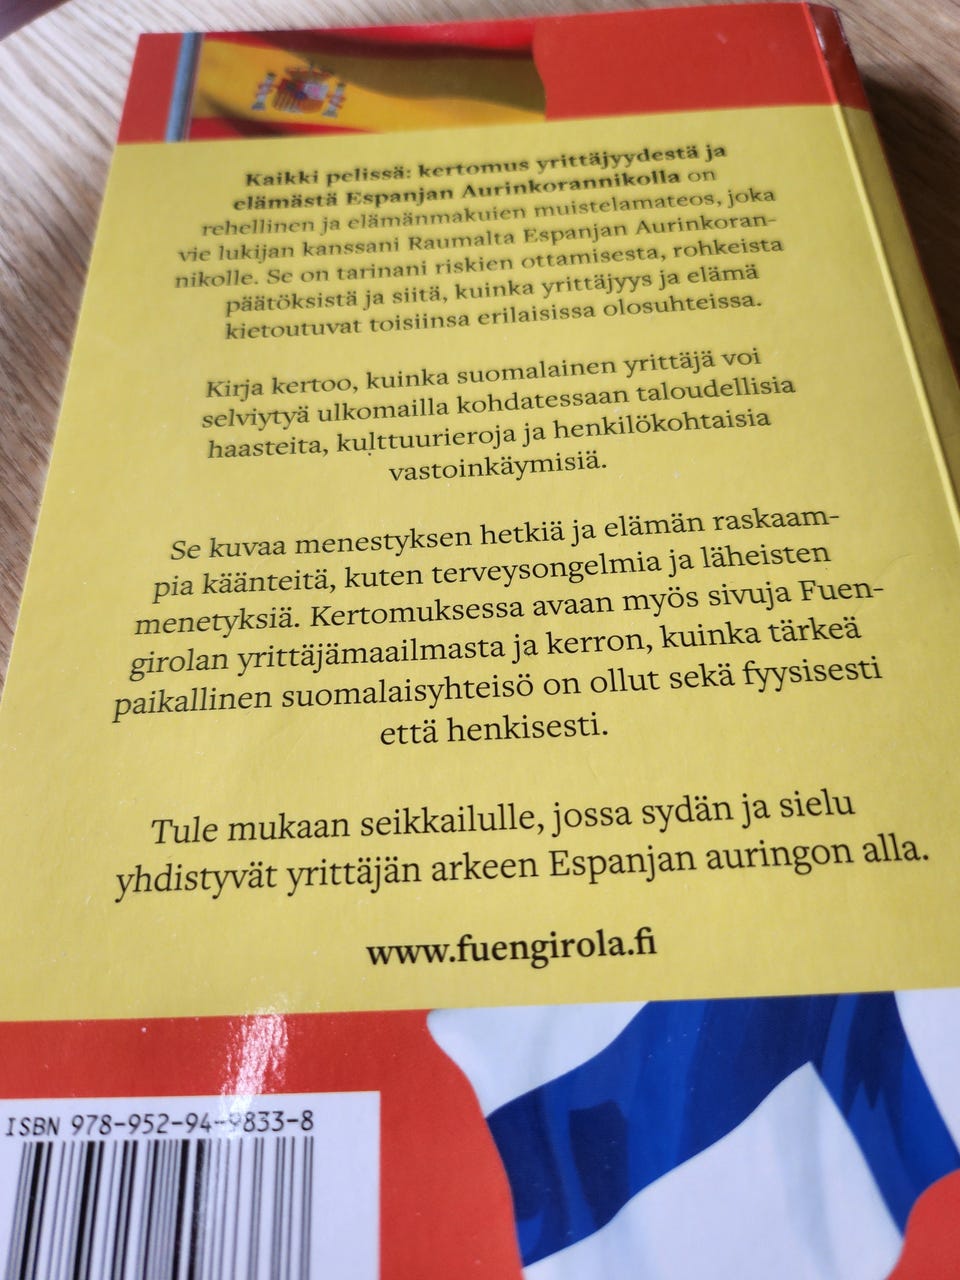 Kaikki pelissä: kertomus yrittäjyydestä ja
elämästä Espanjan Aurinkorannikolla on
rehellinen ja elämänmakuien muistelamateos, joka
vie lukijan kanssani Raumalta Espanjan Aurinkoran-
nikolle. Se on tarinani riskien ottamisesta, rohkeista
päätöksistä ja siitä, kuinka yrittäjyys ja elämä
kietoutuvat toisiinsa erilaisissa olosuhteissa.
Kirja kertoo, kuinka suomalainen yrittäjä voi
selviytyä ulkomailla kohdatessaan taloudellisia
haasteita, kulttuurieroja ja henkilökohtaisia
vastoinkäymisiä.
Se kuvaa menestyksen hetkiä ja elämän raskaam-
pia käänteitä, kuten terveysongelmia ja läheisten
menetyksiä. Kertomuksessa avaan myös sivuja Fuen-
girolan yrittäjämaailmasta ja kerron, kuinka tärkeä
paikallinen suomalaisyhteisö on ollut sekä fyysisesti
että henkisesti.
Tule mukaan seikkailulle, jossa sydän ja sielu
yhdistyvät yrittäjän arkeen Espanjan auringon alla.
www.fuengirola.fi
ISBN 978-952-94-9833-8